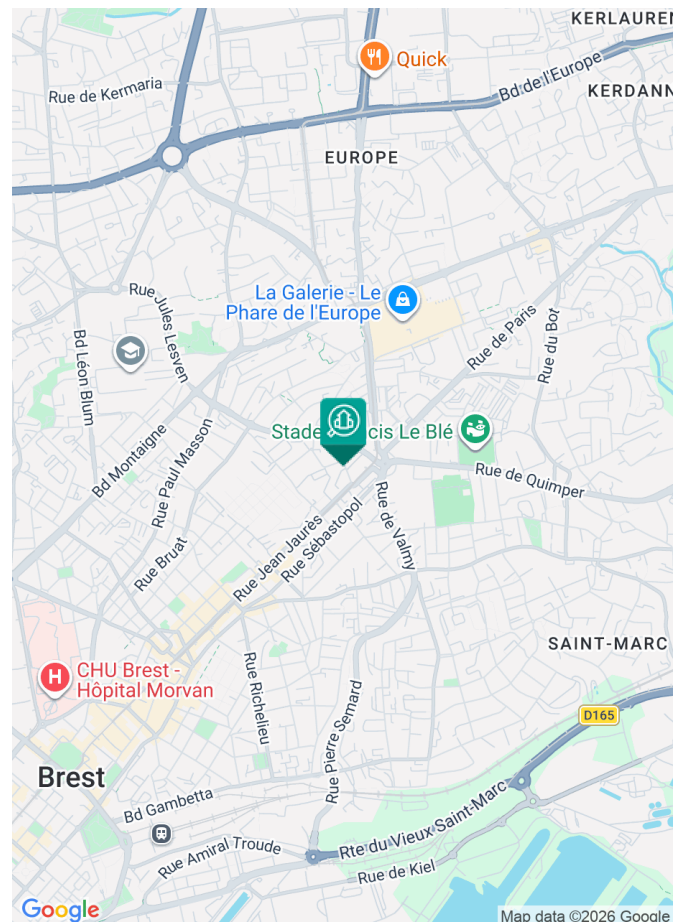 KERLAUREN
Quick
Bd de l'Europe
Rue de Kermaria
KERDANN
EUROPE
La Galerie - Le
Phare de l'Europe
Rue Jules Lesven
Rue de Paris
Rue du Bot
Bd Léon Blum
Stade
cis Le Blé
Bd Montaigne
Rue Paul Masson
Rue de Quimper
Rue de Valmy
Rue Jean Jaurès
Rue Sébastopol
Rue Bruat
SAINT-MARC
CHU Brest -
Hôpital Morvan
H
Rue Richelieu
Rue Pierre Semard
D165
Brest
Bd Gambetta
Rte du Vieux Saint-Marc
Rue Amiral Troude
Rue de Kiel
Google
Map data ©2026 Google